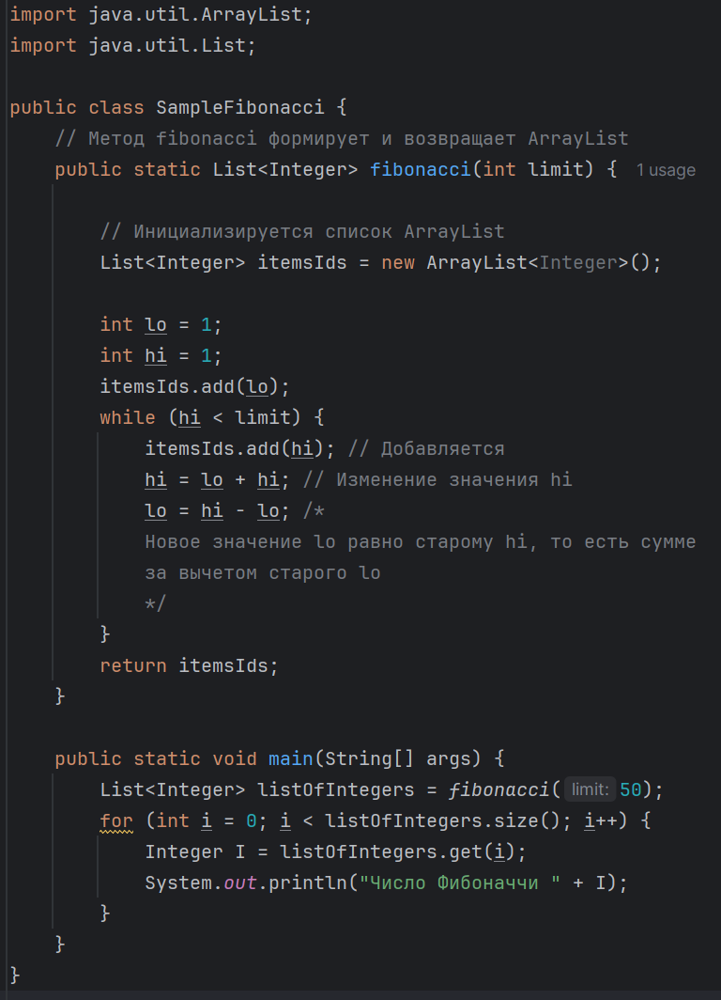 import java.util.ArrayList;
import java.util.List;

public class SampleFibonacci {
    // Метод fibonacci формирует и возвращает ArrayList
    public static List<Integer> fibonacci(int limit) { 1 usage

        // Инициализируется список ArrayList
        List<Integer> itemsIds = new ArrayList<Integer>();

        int lo = 1;
        int hi = 1;
        itemsIds.add(lo);
        while (hi < limit) {
            itemsIds.add(hi); // Добавляется
            hi = lo + hi; // Изменение значения hi
            lo = hi - lo; /*
            Новое значение lo равно старому hi, то есть сумме
            за вычетом старого lo
            */
        }
        return itemsIds;
    }

    public static void main(String[] args) {
        List<Integer> listOfIntegers = fibonacci( limit: 50);
        for (int i = 0; i < listOfIntegers.size(); i++) {
            Integer I = listOfIntegers.get(i);
            System.out.println("Число Фибоначчи " + I);
        }
    }
}